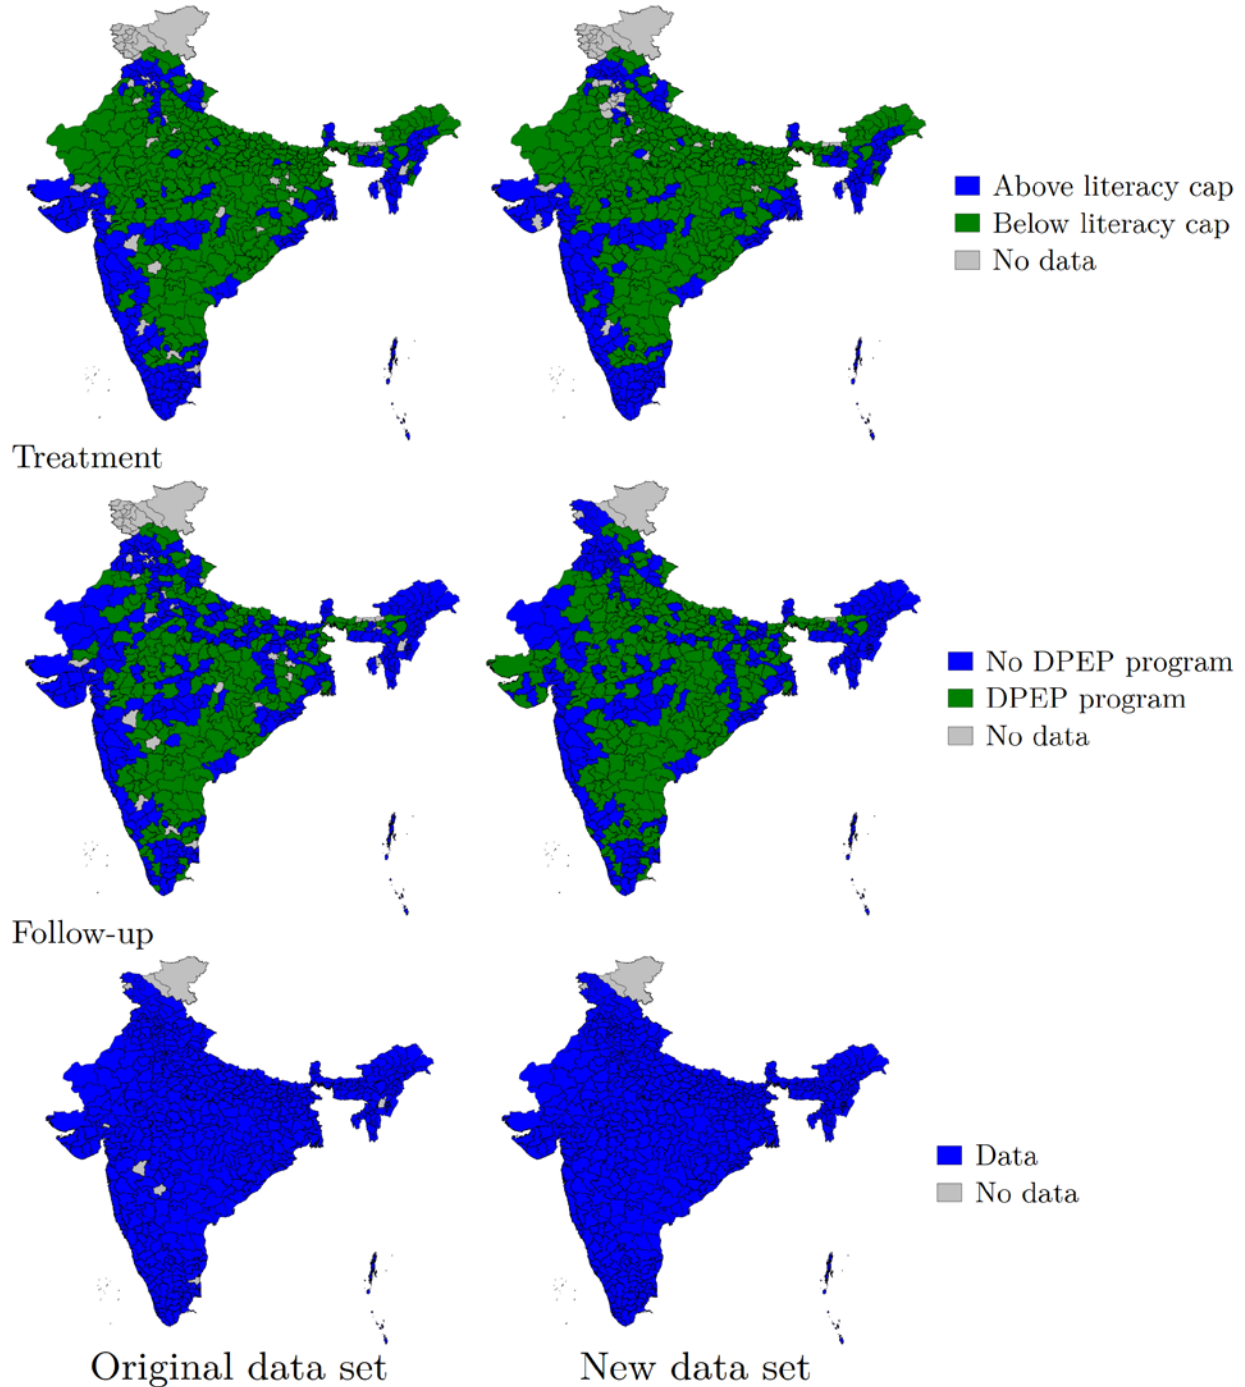 Above literacy cap
Below literacy cap
No data
Treatment
No DPEP program
DPEP program
No data
Follow-up
Data
No data
Original data set
New data set